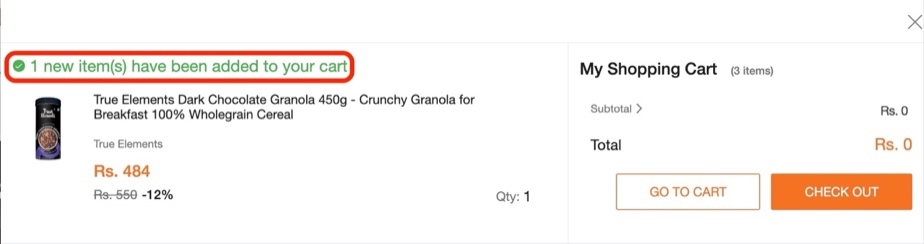 1 new item(s) have been added to your cart
True Elements Dark Chocolate Granola 450g - Crunchy Granola for
Breakfast 100% Wholegrain Cereal
True Elements
Rs. 484
Rs. 550 -12%
Qty: 1
My Shopping Cart (3 items)
Subtotal
Rs. 0
Total
Rs. 0
GO TO CART
CHECK OUT